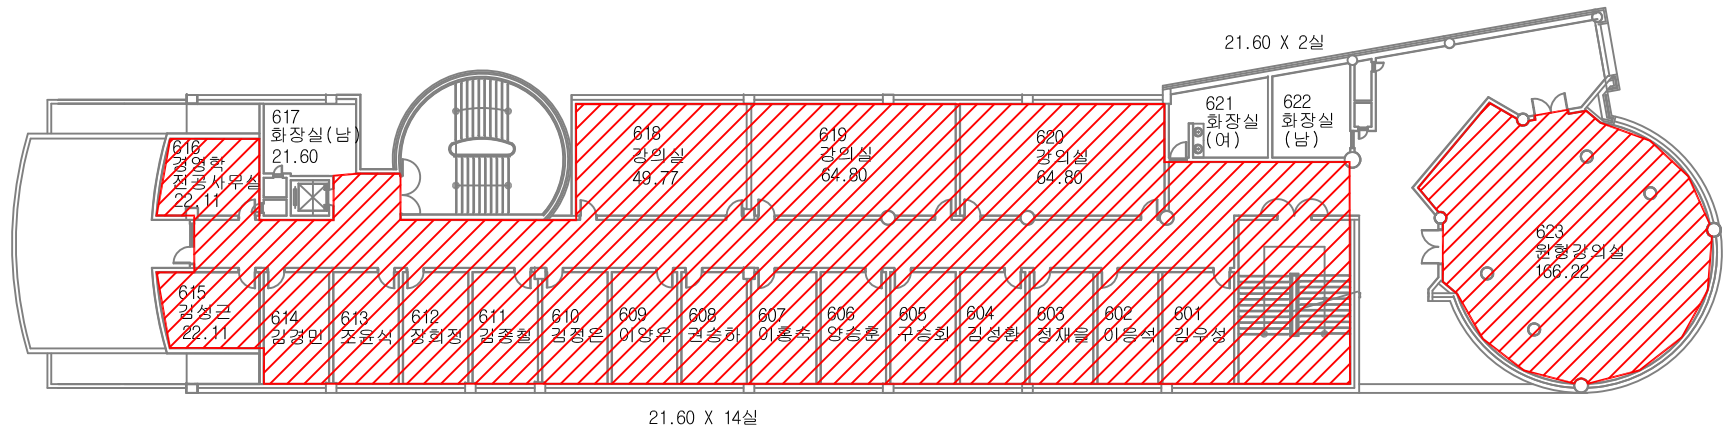 21.60 X 2실
617
화장실(남)
21.60
621
화장실
(여)
622
화장실
(남)
616
경영학
전공사무실
22.11
618
강의실
49.77
619
강의실
64.80
620
강의실
64.80
623
원형강의실
166.22
615
김성근
22.11
614
김경민
613
조윤식
612
장희정
611
김종철
610
김정은
609
이양우
608
권종하
607
이홍숙
606
양승훈
605
구승회
604
김성환
603
정재을
602
이응석
601
김우성
21.60 X 14실